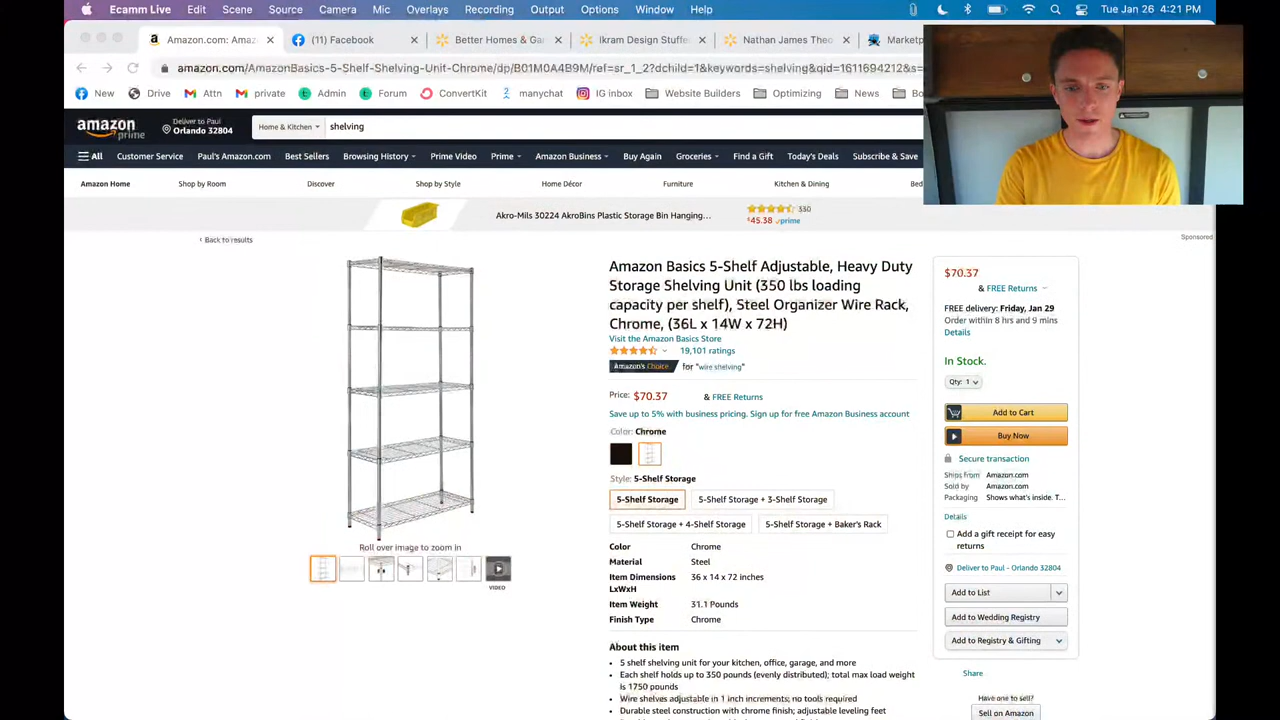 Ecamm Live Edit Scene Source Camera Mic Overlays Recording Output Options Window Help Tue Jan 26 4:21 PM
Amazon.com: Ama: (11) Facebook Better Homes & Ga Ikram Design Stuffe Nathan James Theo Marketp
amazon.com/AmazonBasics-5-Shelf-Shelving-Unit-Chrome/dp/B01M0A4B9M/ref=sr_1_2?dchild=1&keywords=shelving&qid=1611694212&s=
New Drive Attn private Admin Forum ConvertKit manychat IG inbox Website Builders Optimizing News Bo
amazon prime Deliver to Paul Orlando 32804 Home & Kitchen shelving
All Customer Service Paul's Amazon.com Best Sellers Browsing History Prime Video Prime Amazon Business Buy Again Groceries Find a Gift Today's Deals Subscribe & Save
Amazon Home Shop by Room Discover Shop by Style Home Décor Furniture Kitchen & Dining Bed
Akro-Mils 30224 AkroBins Plastic Storage Bin Hanging... 330
$45.38 prime
Sponsored
‹ Back to results
Amazon Basics 5-Shelf Adjustable, Heavy Duty
Storage Shelving Unit (350 lbs loading
capacity per shelf), Steel Organizer Wire Rack,
Chrome, (36L x 14W x 72H)
Visit the Amazon Basics Store
19,101 ratings
Amazon's Choice for "wire shelving"
Price: $70.37 & FREE Returns
Save up to 5% with business pricing. Sign up for free Amazon Business account
Color: Chrome
Style: 5-Shelf Storage
5-Shelf Storage 5-Shelf Storage + 3-Shelf Storage
5-Shelf Storage + 4-Shelf Storage 5-Shelf Storage + Baker's Rack
Roll over image to zoom in
VIDEO
Color Chrome
Material Steel
Item Dimensions 36 x 14 x 72 inches
LxWxH
Item Weight 31.1 Pounds
Finish Type Chrome
About this item
• 5 shelf shelving unit for your kitchen, office, garage, and more
• Each shelf holds up to 350 pounds (evenly distributed); total max load weight
is 1750 pounds
• Wire shelves adjustable in 1 inch increments; no tools required
• Durable steel construction with chrome finish; adjustable leveling feet
$70.37
& FREE Returns
FREE delivery: Friday, Jan 29
Order within 8 hrs and 9 mins
Details
In Stock.
Qty: 1
Add to Cart
Buy Now
Secure transaction
Ships from Amazon.com
Sold by Amazon.com
Packaging Shows what's inside. T...
Details
Add a gift receipt for easy
returns
Deliver to Paul - Orlando 32804
Add to List
Add to Wedding Registry
Add to Registry & Gifting
Share
Have one to sell?
Sell on Amazon